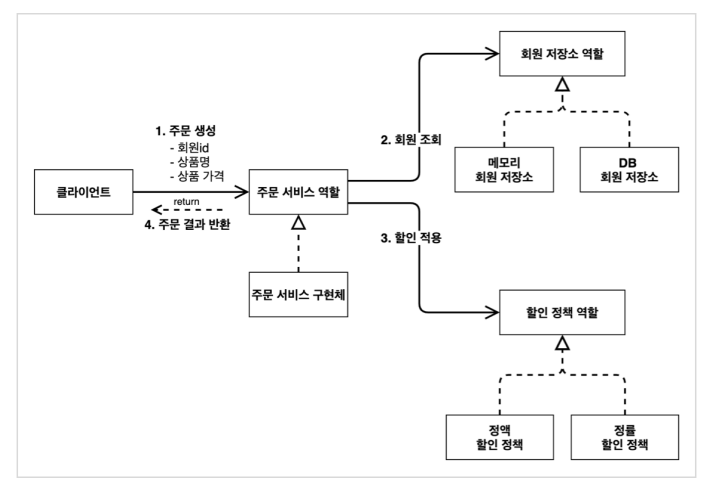 회원 저장소 역할
1. 주문 생성
- 회원id
- 상품명
- 상품 가격
2. 회원 조회
메모리
회원 저장소
DB
회원 저장소
클라이언트
주문 서비스 역할
return
4. 주문 결과 반환
3. 할인 적용
주문 서비스 구현체
할인 정책 역할
정액
할인 정책
정률
할인 정책